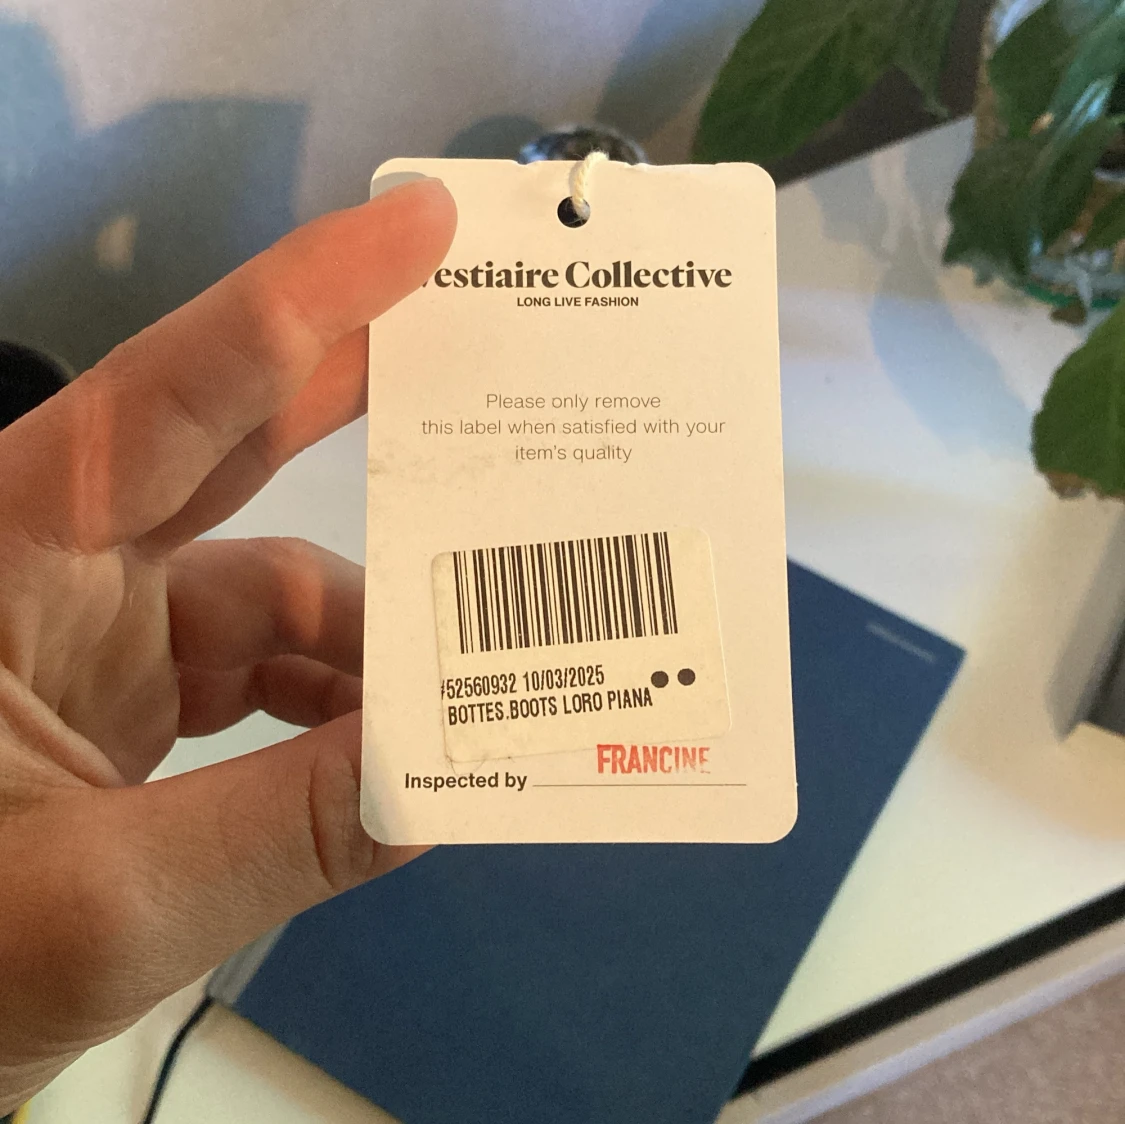 Vestiaire Collective
LONG LIVE FASHION
Please only remove
this label when satisfied with your
item's quality
#52560932 10/03/2025
BOTTES.BOOTS LORO PIANA
FRANCINE
Inspected by